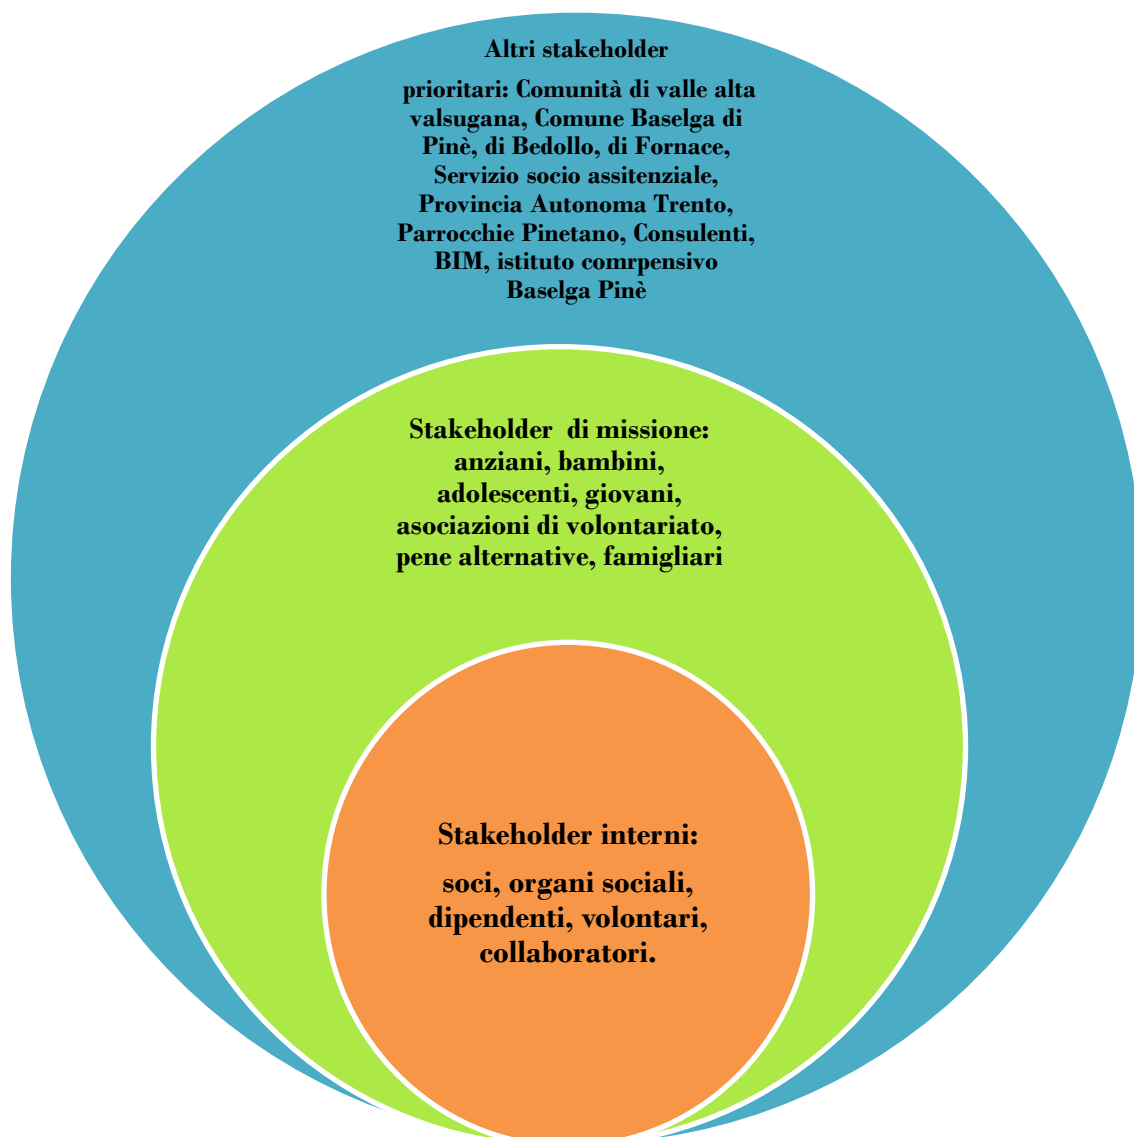 Altri stakeholder
prioritari: Comunità di valle alta
valsugana, Comune Baselga di
Pinè, di Bedollo, di Fornace,
Servizio socio assitenziale,
Provincia Autonoma Trento,
Parrocchie Pinetano, Consulenti,
BIM, istituto comrpensivo
Baselga Pinè
Stakeholder  di missione:
anziani, bambini,
adolescenti, giovani,
asociazioni di volontariato,
pene alternative, famigliari
Stakeholder interni:
soci, organi sociali,
dipendenti, volontari,
collaboratori.